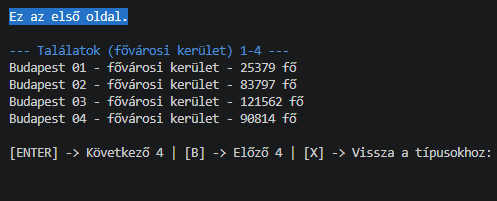 Ez az első oldal.
--- Találatok (fővárosi kerület) 1-4 ---
Budapest 01 - fővárosi kerület - 25379 fő
Budapest 02 - fővárosi kerület - 83797 fő
Budapest 03 - fővárosi kerület - 121562 fő
Budapest 04 - fővárosi kerület - 90814 fő
[ENTER] -> Következő 4 | [B] -> Előző 4 | [X] -> Vissza a típusokhoz: